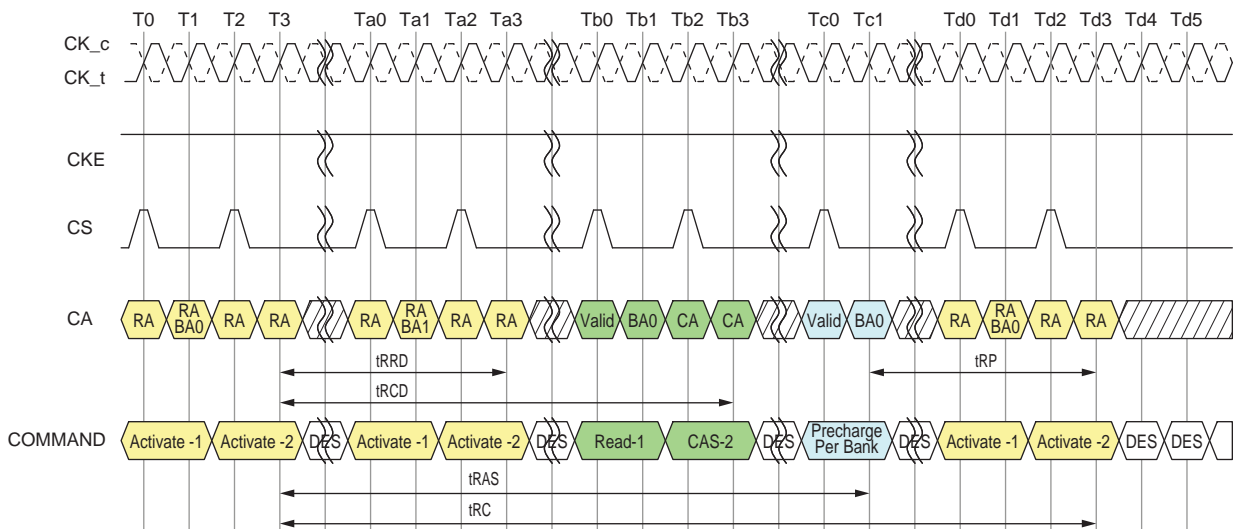 T0 T1 T2 T3 Ta0 Ta1 Ta2 Ta3 Tb0 Tb1 Tb2 Tb3 Tc0 Tc1 Td0 Td1 Td2 Td3 Td4 Td5
CK_c
CK_t
CKE
CS
CA RA RA BA0 RA RA RA RA BA1 RA RA Valid BA0 CA CA Valid BA0 RA RA BA0 RA RA
tRRD tRP
tRCD
COMMAND Activate -1 Activate -2 DES Activate -1 Activate -2 DES Read-1 CAS-2 DES Precharge Per Bank DES Activate -1 Activate -2 DES DES
tRAS
tRC